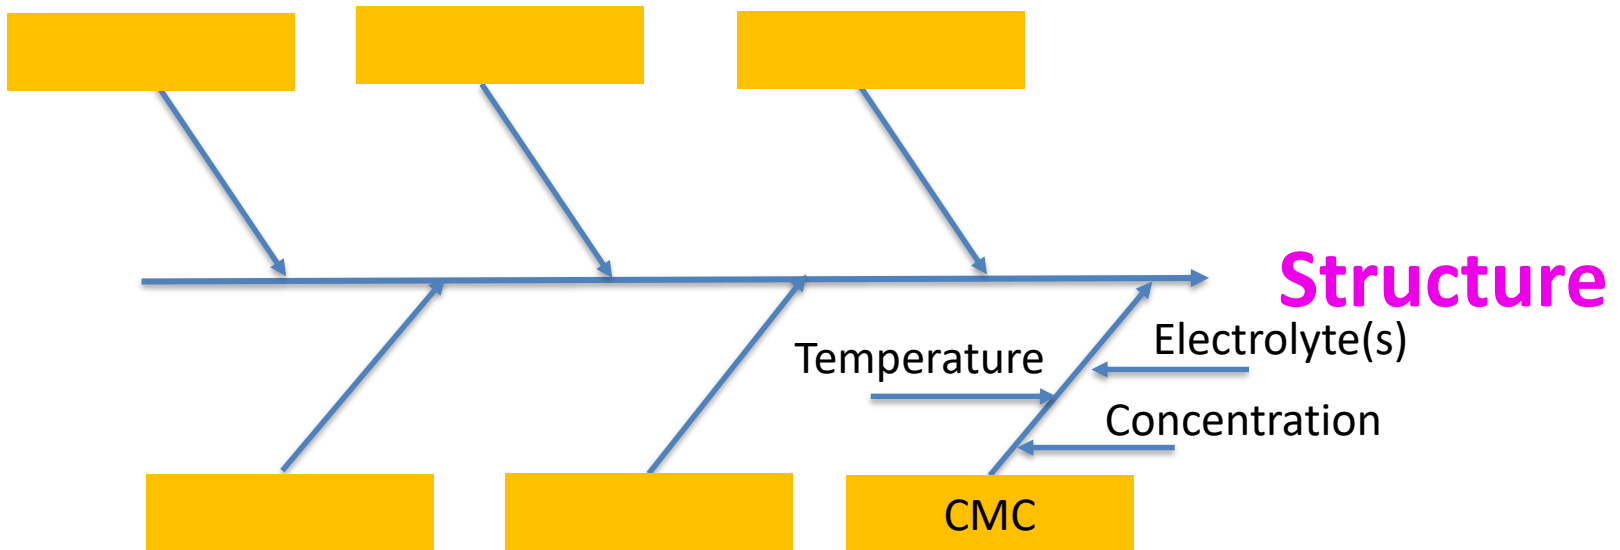 Structure
Electrolyte(s)
Temperature
Concentration
CMC